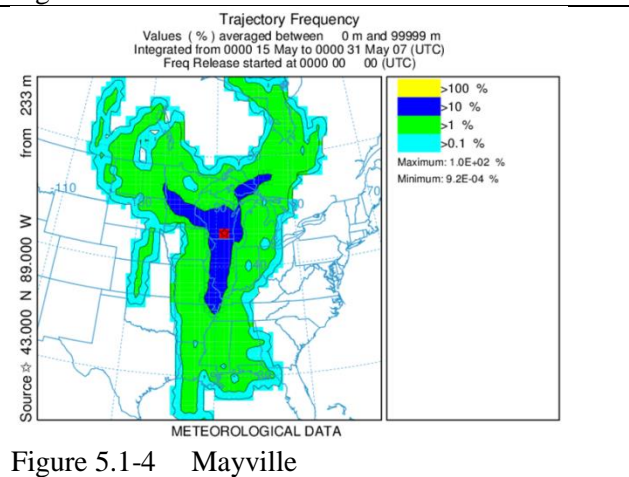 Trajectory Frequency
Values ( % ) averaged between 0 m and 99999 m
Integrated from 0000 15 May to 0000 31 May 07 (UTC)
Freq Release started at 0000 00 00 (UTC)
Source ☆ 43.000 N 89.000 W from 233 m
-110
70
>100 %
>10 %
>1 %
>0.1 %
Maximum: 1.0E+02 %
Minimum: 9.2E-04 %
METEOROLOGICAL DATA
Figure 5.1-4 Mayville